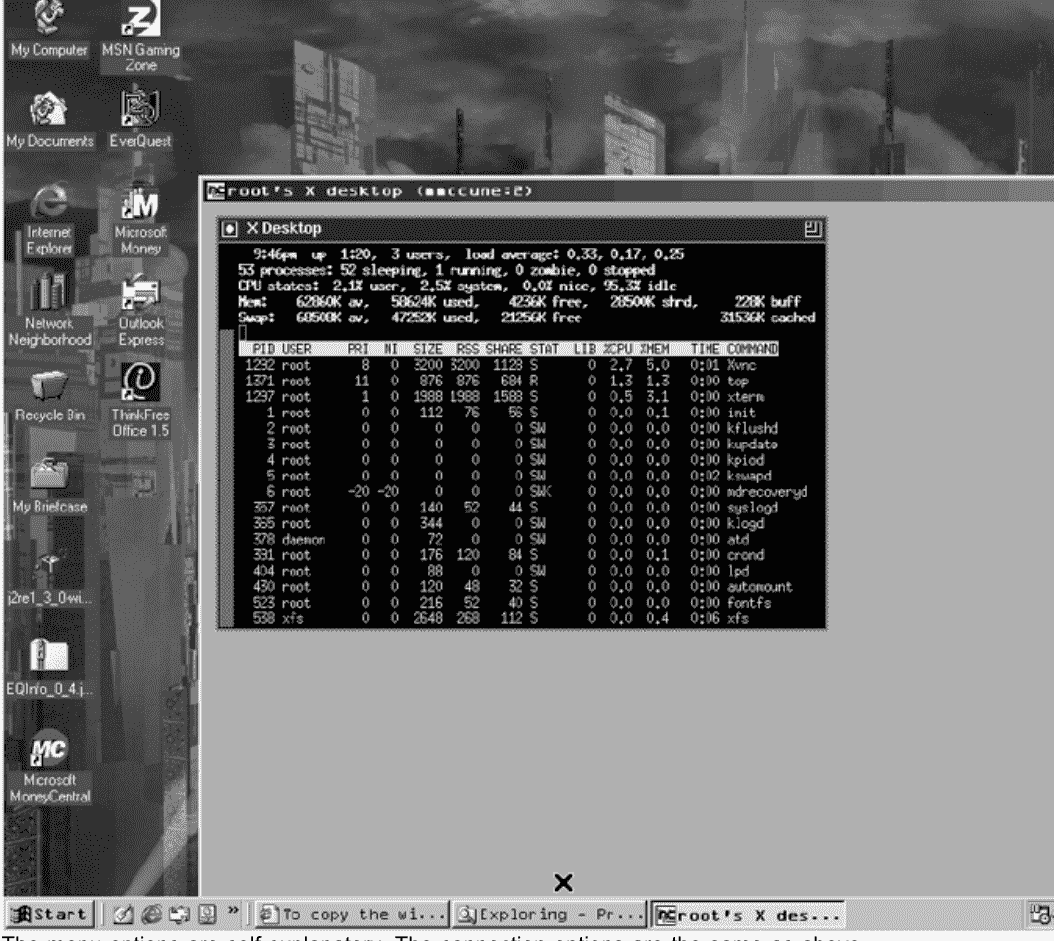 My Computer
MSN Gaming
Zone
My Documents
EverQuest
Internet
Explorer
Microsoft
Money
Network
Neighborhood
Outlook
Express
Recycle Bin
ThinkFree
Office 1.5
My Briefcase
j2re1_3_0-wi...
EQInfo_0_4.j...
Microsoft
MoneyCentral
root's X desktop (mmccune:2)
X Desktop
9:46pm up 1:20, 3 users, load average: 0.33, 0.17, 0.25
53 processes: 52 sleeping, 1 running, 0 zombie, 0 stopped
CPU states: 2.1% user, 2.5% system, 0.0% nice, 95.3% idle
Mem: 62860K av, 58624K used, 4236K free, 28500K shrd, 228K buff
Swap: 68508K av, 47252K used, 21256K free 31536K cached
PID USER PRI NI SIZE RSS SHARE STAT LIB %CPU %MEM TIME COMMAND
1292 root 8 0 3200 3200 1128 S 0 2.7 5.0 0:01 Xvnc
1371 root 11 0 876 876 684 R 0 1.3 1.3 0:00 top
1297 root 1 0 1988 1988 1588 S 0 0.5 3.1 0:00 xterm
1 root 0 0 112 76 56 S 0 0.0 0.1 0:00 init
2 root 0 0 0 0 0 SW 0 0.0 0.0 0:00 kflushd
3 root 0 0 0 0 0 SW 0 0.0 0.0 0:00 kupdate
4 root 0 0 0 0 0 SW 0 0.0 0.0 0:00 kpiod
5 root 0 0 0 0 0 SW 0 0.0 0.0 0:02 kswapd
6 root -20 -20 0 0 0 SW< 0 0.0 0.0 0:00 mdrecoveryd
357 root 0 0 140 52 44 S 0 0.0 0.0 0:00 syslogd
365 root 0 0 344 0 0 SW 0 0.0 0.0 0:00 klogd
378 daemon 0 0 72 0 0 SW 0 0.0 0.0 0:00 atd
391 root 0 0 176 120 84 S 0 0.0 0.1 0:00 crond
404 root 0 0 88 0 0 SW 0 0.0 0.0 0:00 lpd
430 root 0 0 120 48 32 S 0 0.0 0.0 0:00 automount
523 root 0 0 216 52 40 S 0 0.0 0.0 0:00 fontfs
538 xfs 0 0 2648 268 112 S 0 0.0 0.4 0:06 xfs
Start
To copy the wi...
Exploring - Pr...
root's X des...
The menu options are self explanatory. The connection options are the same as above